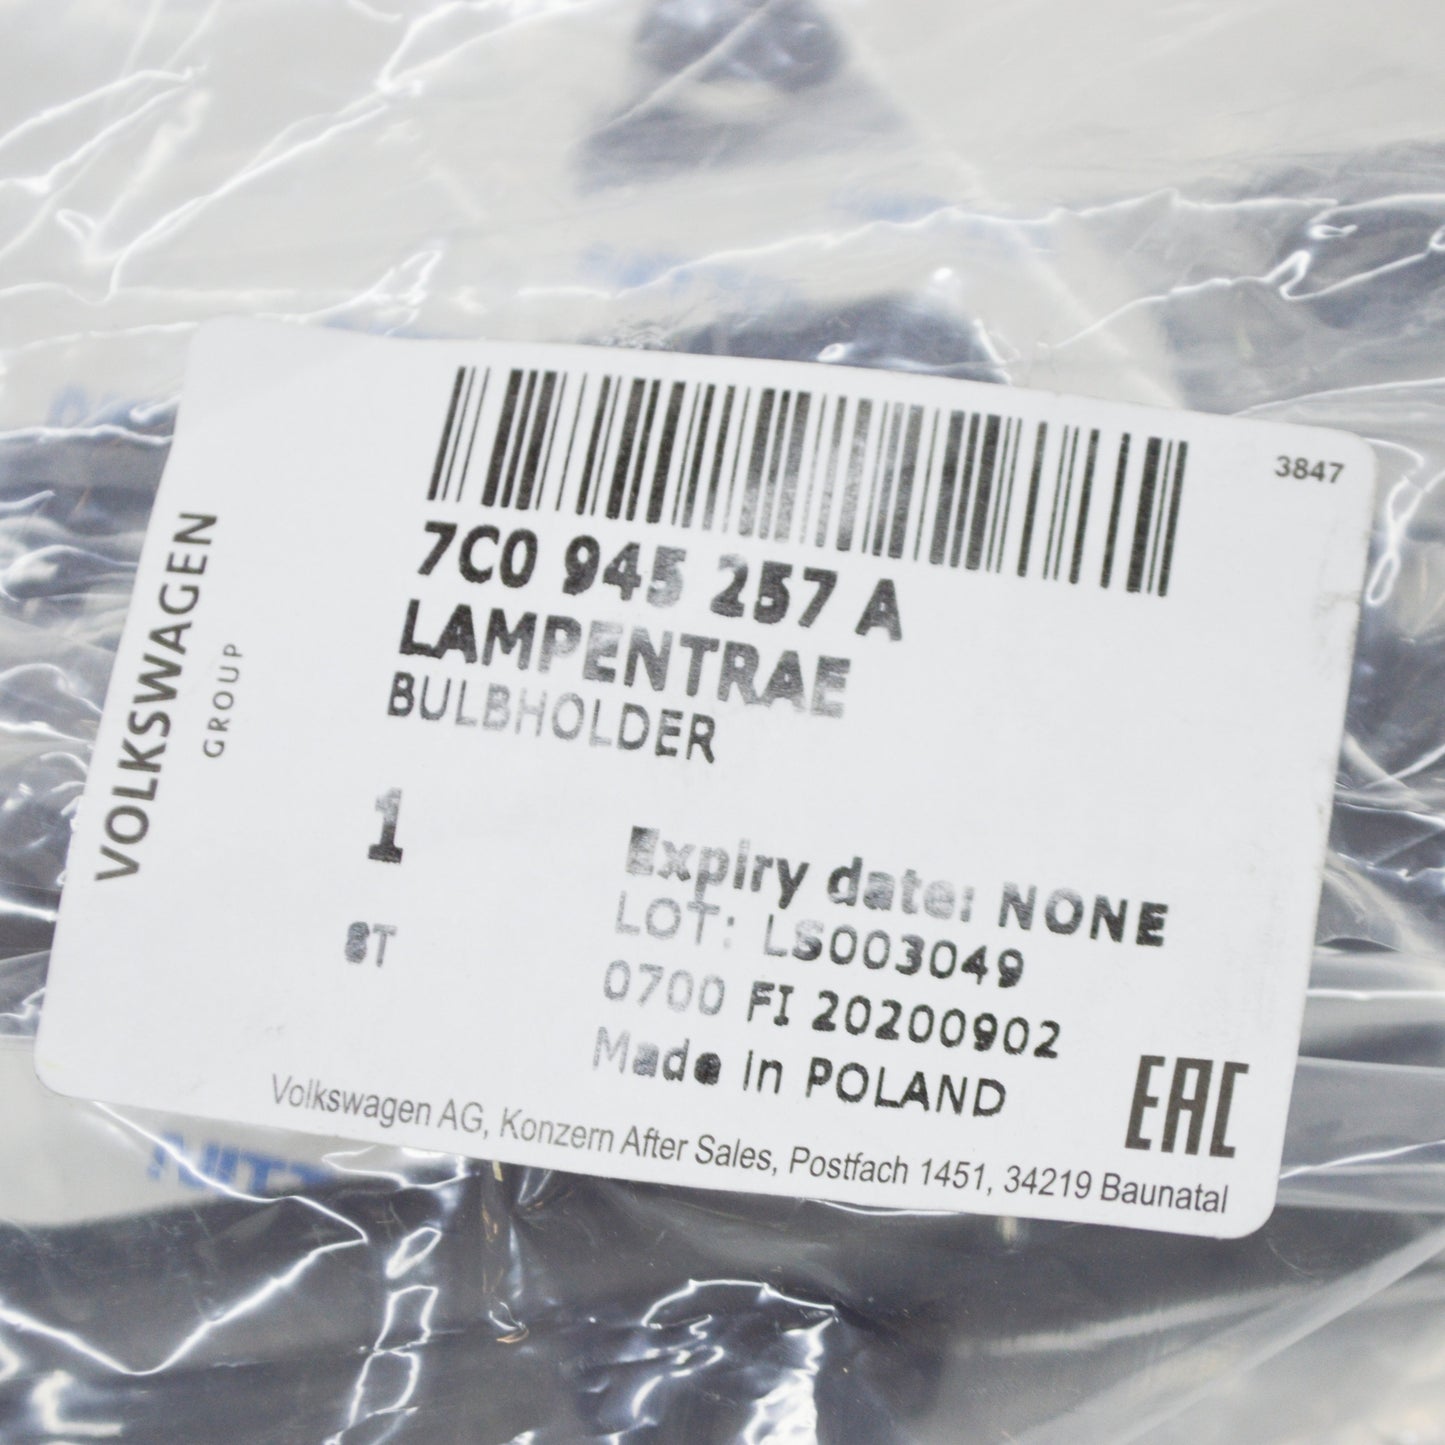 3847
7C0 945 257 A
LAMPENTRAE
BULBHOLDER
VOLKSWAGEN
GROUP
1
ST
Expiry date: NONE
LOT: LS003049
0700 FI 20200902
Made in POLAND
EAC
Volkswagen AG, Konzern After Sales, Postfach 1451, 34219 Baunatal